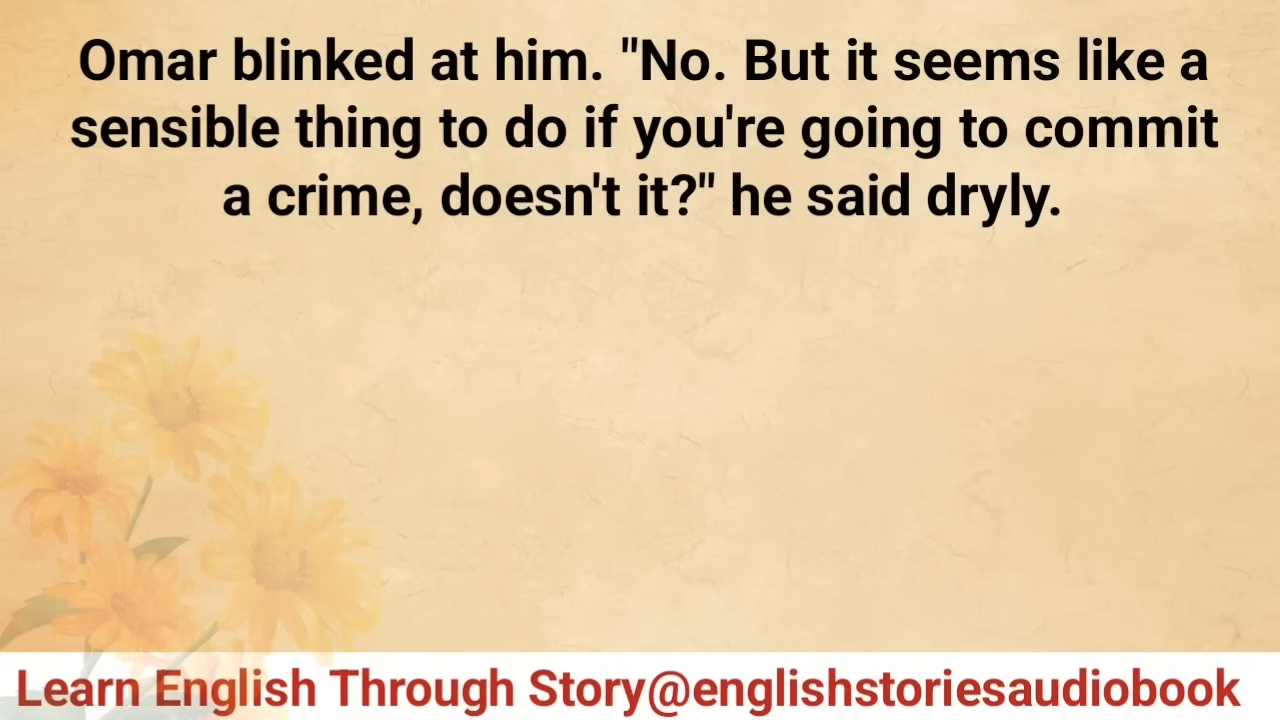 Omar blinked at him. "No. But it seems like a
sensible thing to do if you're going to commit
a crime, doesn't it?" he said dryly.
Learn English Through Story@englishstoriesaudiobook